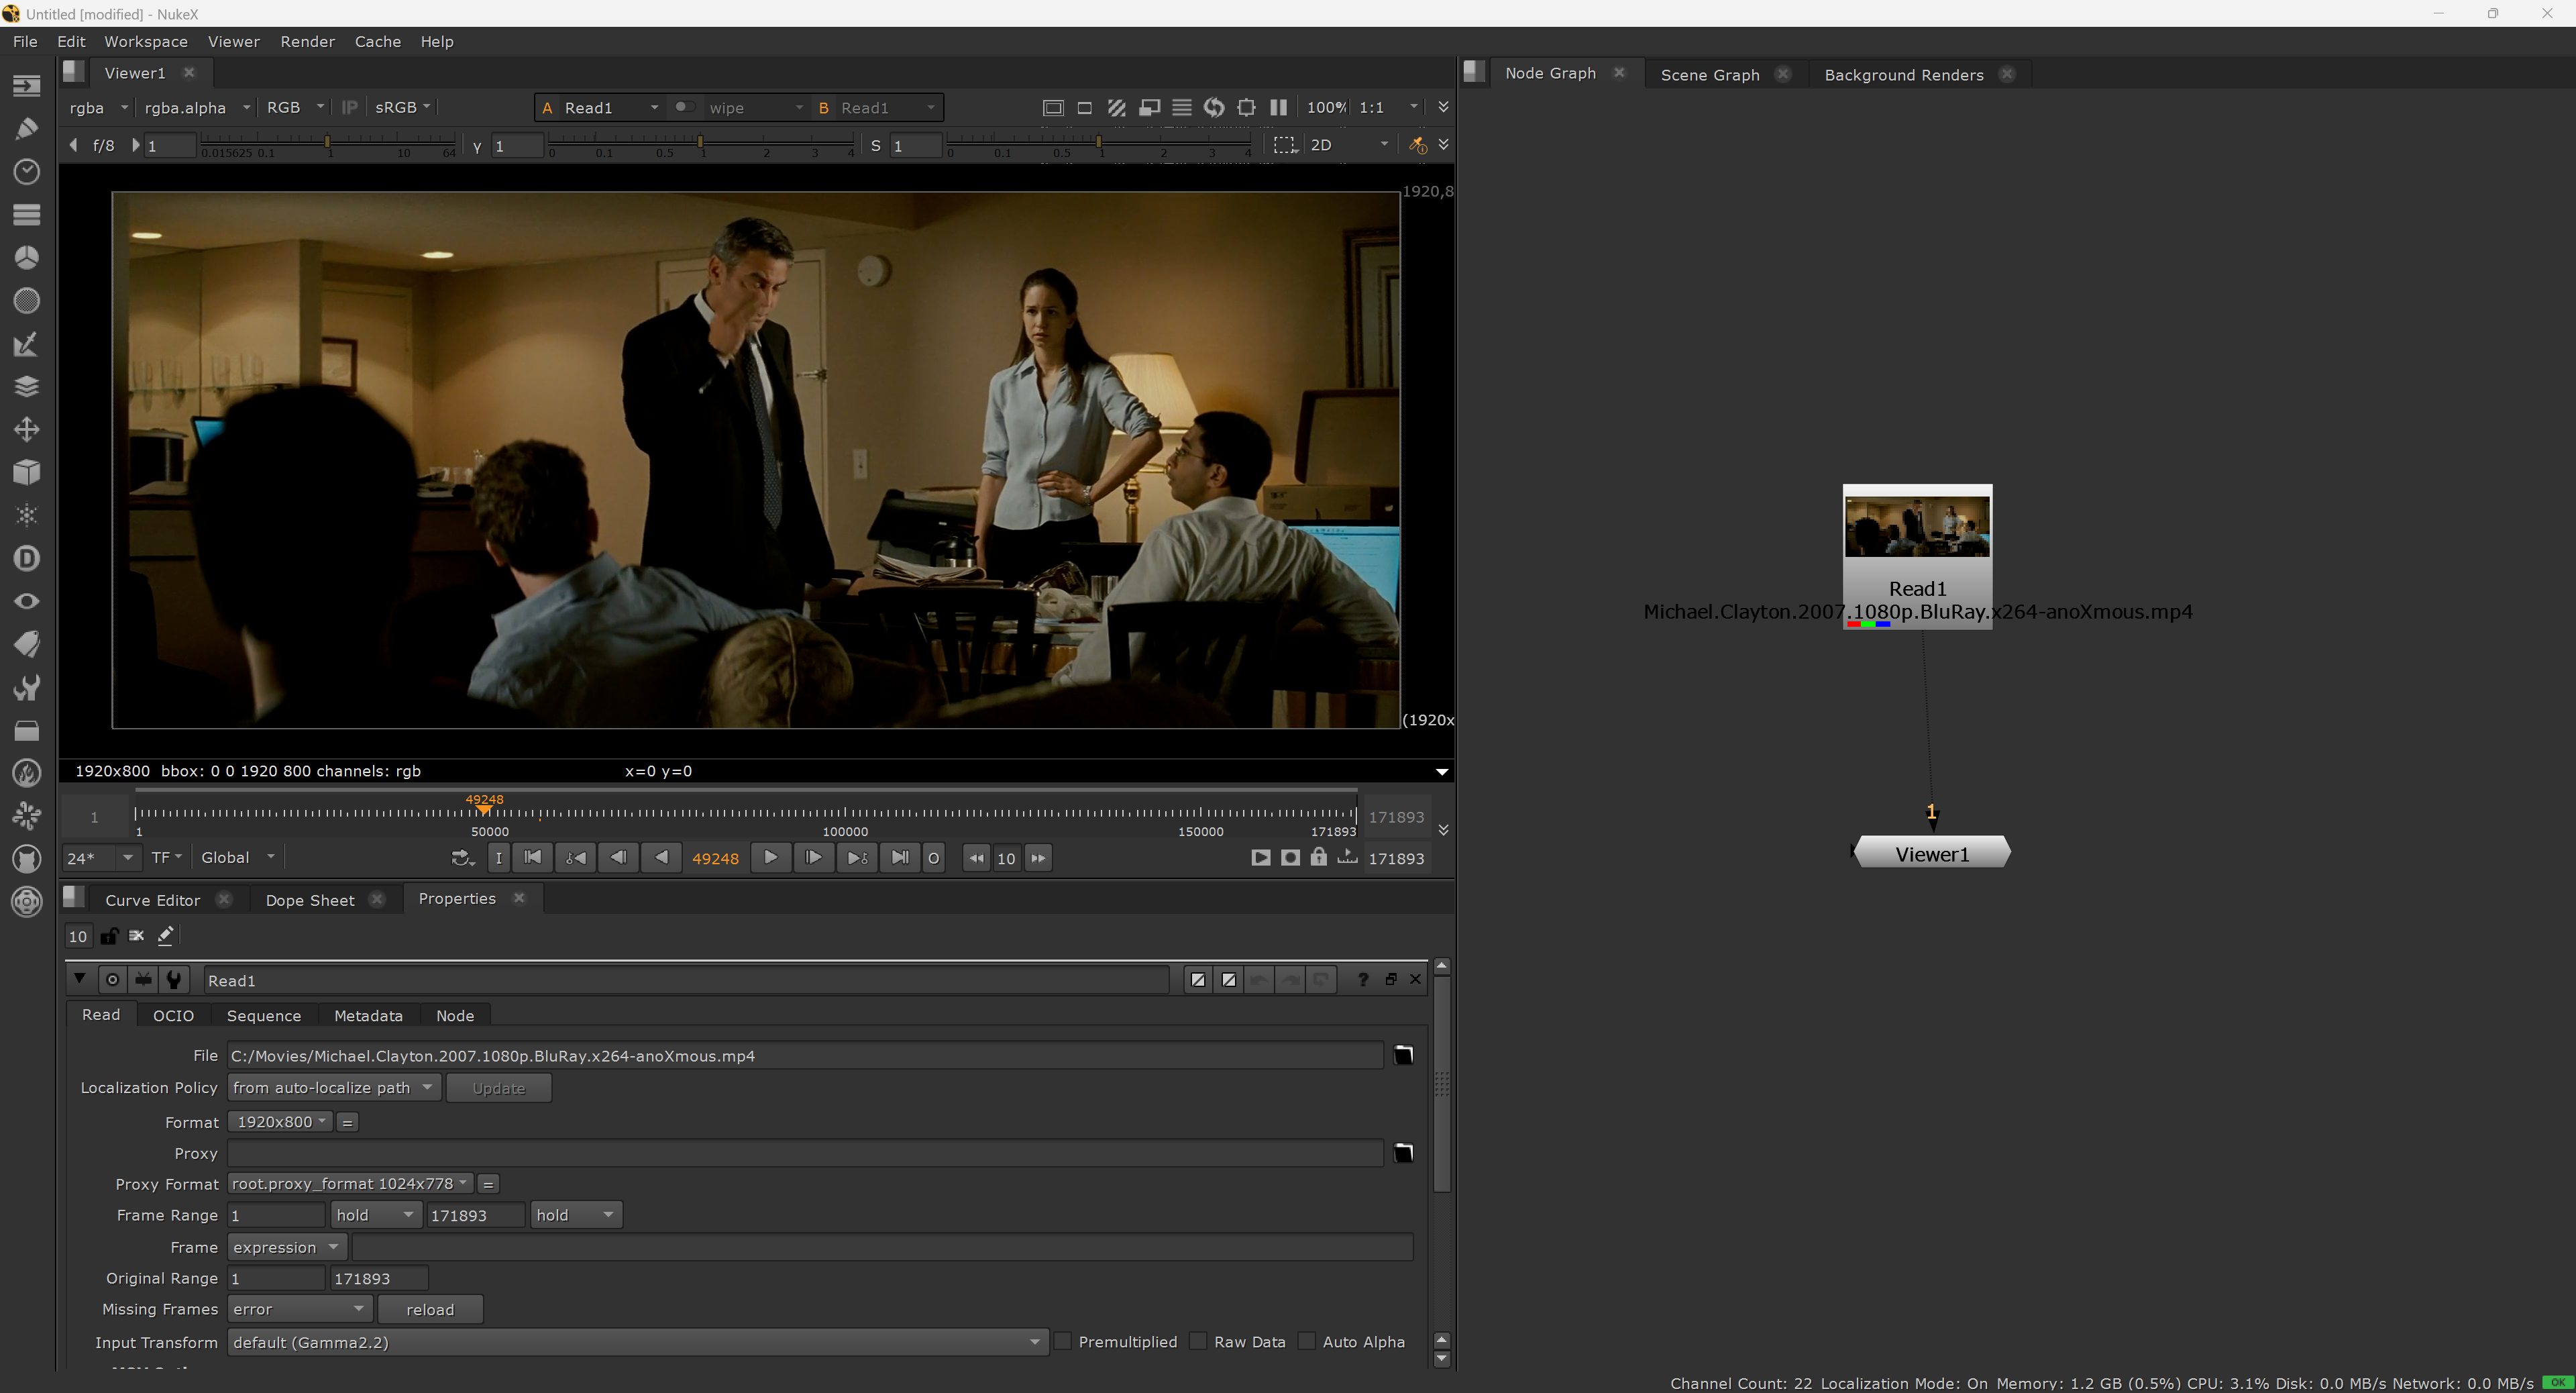 Untitled [modified] - NukeX
File Edit Workspace Viewer Render Cache Help
Viewer1
rgba rgba.alpha RGB IP sRGB A Read1 wipe B Read1 100% 1:1
f/8 1 0.015625 0.1 1 10 64 γ 1 0 0.1 0.5 1 2 3 4 S 1 0 0.1 0.5 1 2 3 4 2D
1920,8
(1920x
1920x800 bbox: 0 0 1920 800 channels: rgb x=0 y=0
49248
1 171893
1 50000 100000 150000 171893
24* TF Global I 49248 O 10 171893
Curve Editor Dope Sheet Properties
10
Read1 ?
Read OCIO Sequence Metadata Node
File C:/Movies/Michael.Clayton.2007.1080p.BluRay.x264-anoXmous.mp4
Localization Policy from auto-localize path Update
Format 1920x800 =
Proxy
Proxy Format root.proxy_format 1024x778 =
Frame Range 1 hold 171893 hold
Frame expression
Original Range 1 171893
Missing Frames error reload
Input Transform default (Gamma2.2) Premultiplied Raw Data Auto Alpha
Node Graph Scene Graph Background Renders
Read1
Michael.Clayton.2007.1080p.BluRay.x264-anoXmous.mp4
1
Viewer1
Channel Count: 22 Localization Mode: On Memory: 1.2 GB (0.5%) CPU: 3.1% Disk: 0.0 MB/s Network: 0.0 MB/s OK